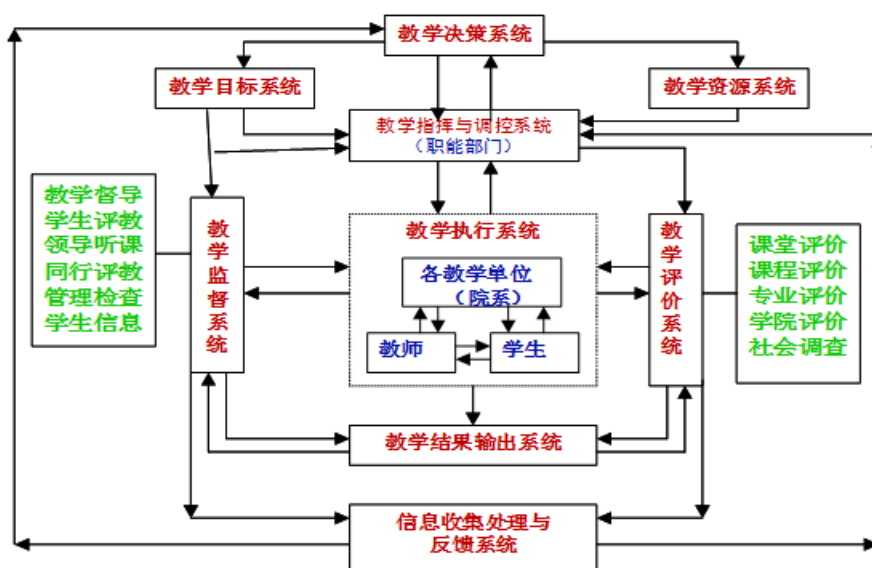 教学决策系统
教学目标系统
教学资源系统
教学指挥与调控系统
（职能部门）
教学督导
学生评教
领导听课
同行评教
管理检查
学生信息
教学监督系统
教学执行系统
各教学单位
（院系）
教师
学生
教学评价系统
课堂评价
课程评价
专业评价
学院评价
社会调查
教学结果输出系统
信息收集处理与
反馈系统